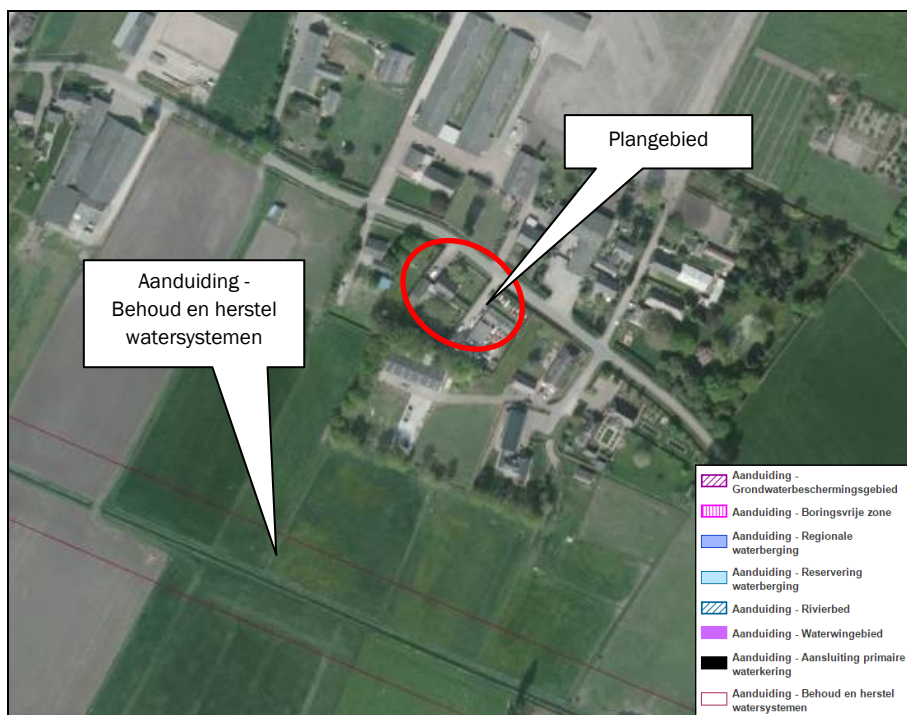 Plangebied
Aanduiding -
Behoud en herstel
watersystemen
Aanduiding -
Grondwaterbeschermingsgebied
Aanduiding - Boringsvrije zone
Aanduiding - Regionale
waterberging
Aanduiding - Reservering
waterberging
Aanduiding - Rivierbed
Aanduiding - Waterwingebied
Aanduiding - Aansluiting primaire
waterkering
Aanduiding - Behoud en herstel
watersystemen